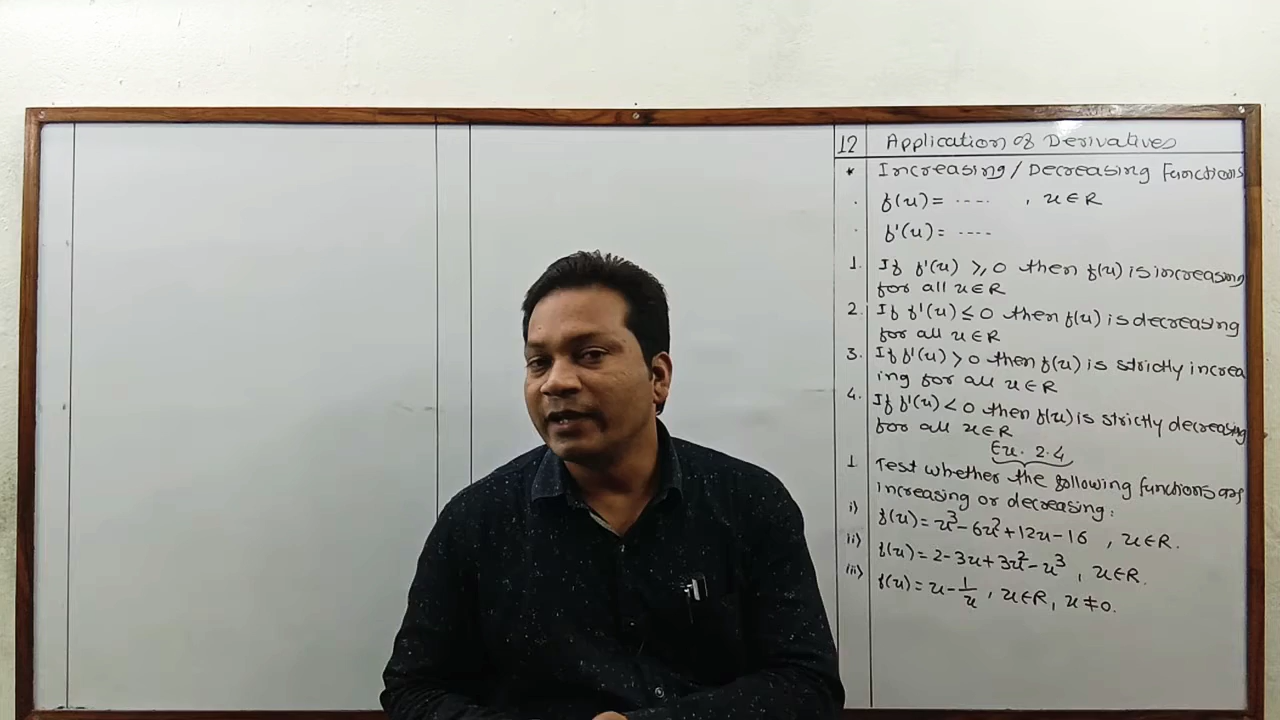 12 Application of Derivatives
* Increasing / Decreasing Functions
. f(x) = ---- , x ∈ R
. f'(x) = ----
1. If f'(x) ≥ 0 then f(x) is increasing
for all x ∈ R
2. If f'(x) ≤ 0 then f(x) is decreasing
for all x ∈ R
3. If f'(x) > 0 then f(x) is strictly increa
ing for all x ∈ R
4. If f'(x) < 0 then f(x) is strictly decreasing
for all x ∈ R
Ex. 2.4
1. Test whether the following functions are
increasing or decreasing:
i) f(x) = x³ - 6x² + 12x - 16 , x ∈ R.
ii) f(x) = 2 - 3x + 3x² - x³ , x ∈ R.
iii) f(x) = x - 1/x , x ∈ R, x ≠ 0.